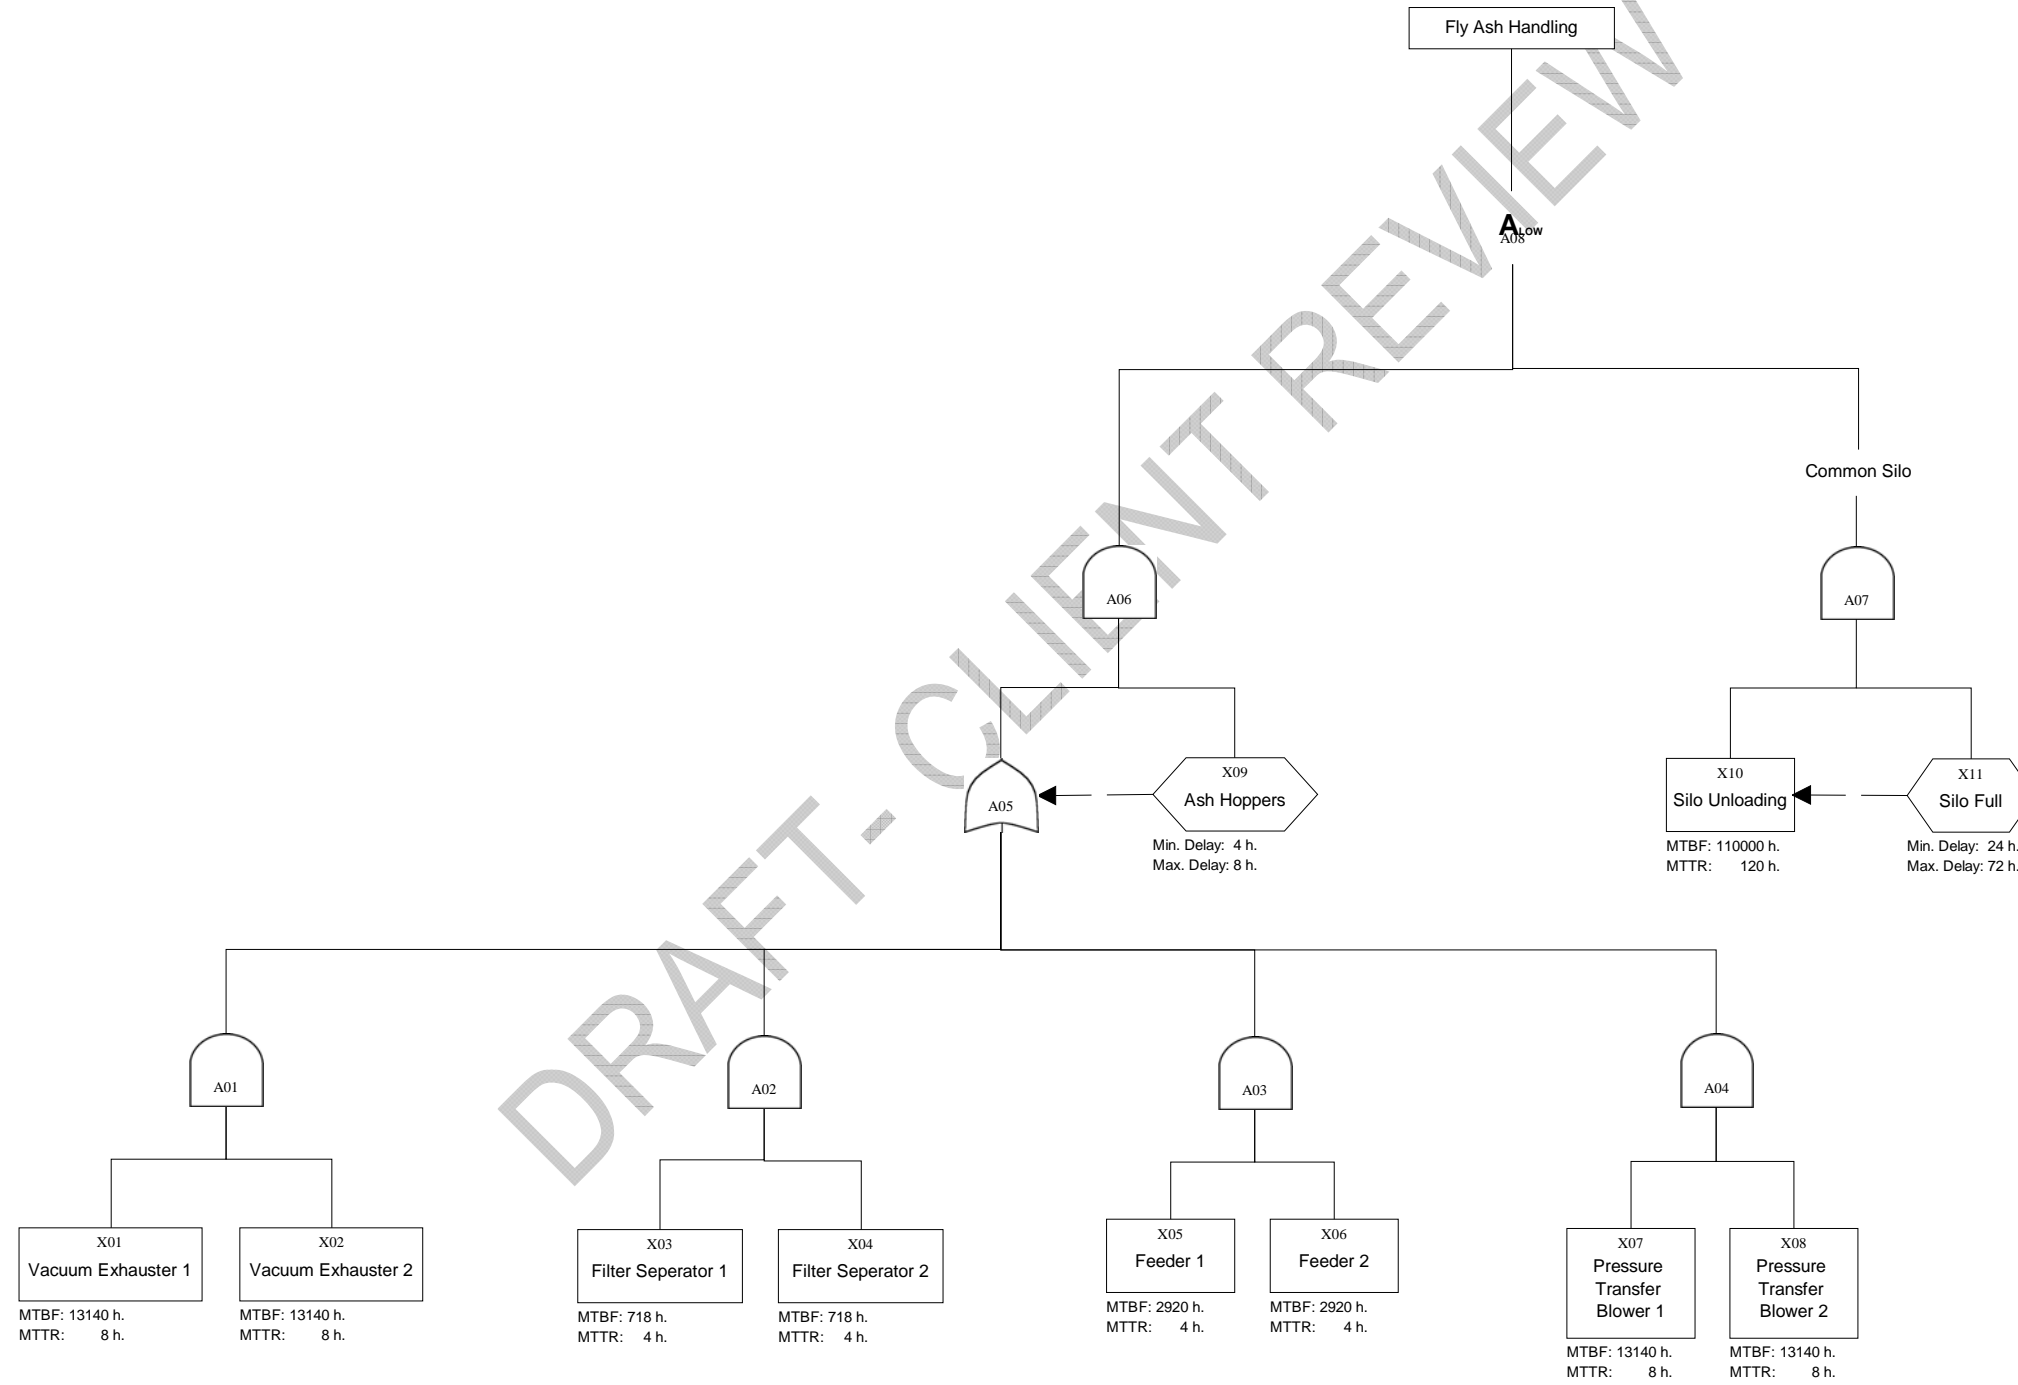 Fly Ash Handling
DRAFT - CLIENT REVIEW
ALOW
A08
Common Silo
A06
A07
X09
Ash Hoppers
Min. Delay: 4 h.
Max. Delay: 8 h.
A05
X10
Silo Unloading
MTBF: 110000 h.
MTTR: 120 h.
X11
Silo Full
Min. Delay: 24 h.
Max. Delay: 72 h.
A01
A02
A03
A04
X01
Vacuum Exhauster 1
MTBF: 13140 h.
MTTR: 8 h.
X02
Vacuum Exhauster 2
MTBF: 13140 h.
MTTR: 8 h.
X03
Filter Seperator 1
MTBF: 718 h.
MTTR: 4 h.
X04
Filter Seperator 2
MTBF: 718 h.
MTTR: 4 h.
X05
Feeder 1
MTBF: 2920 h.
MTTR: 4 h.
X06
Feeder 2
MTBF: 2920 h.
MTTR: 4 h.
X07
Pressure
Transfer
Blower 1
MTBF: 13140 h.
MTTR: 8 h.
X08
Pressure
Transfer
Blower 2
MTBF: 13140 h.
MTTR: 8 h.